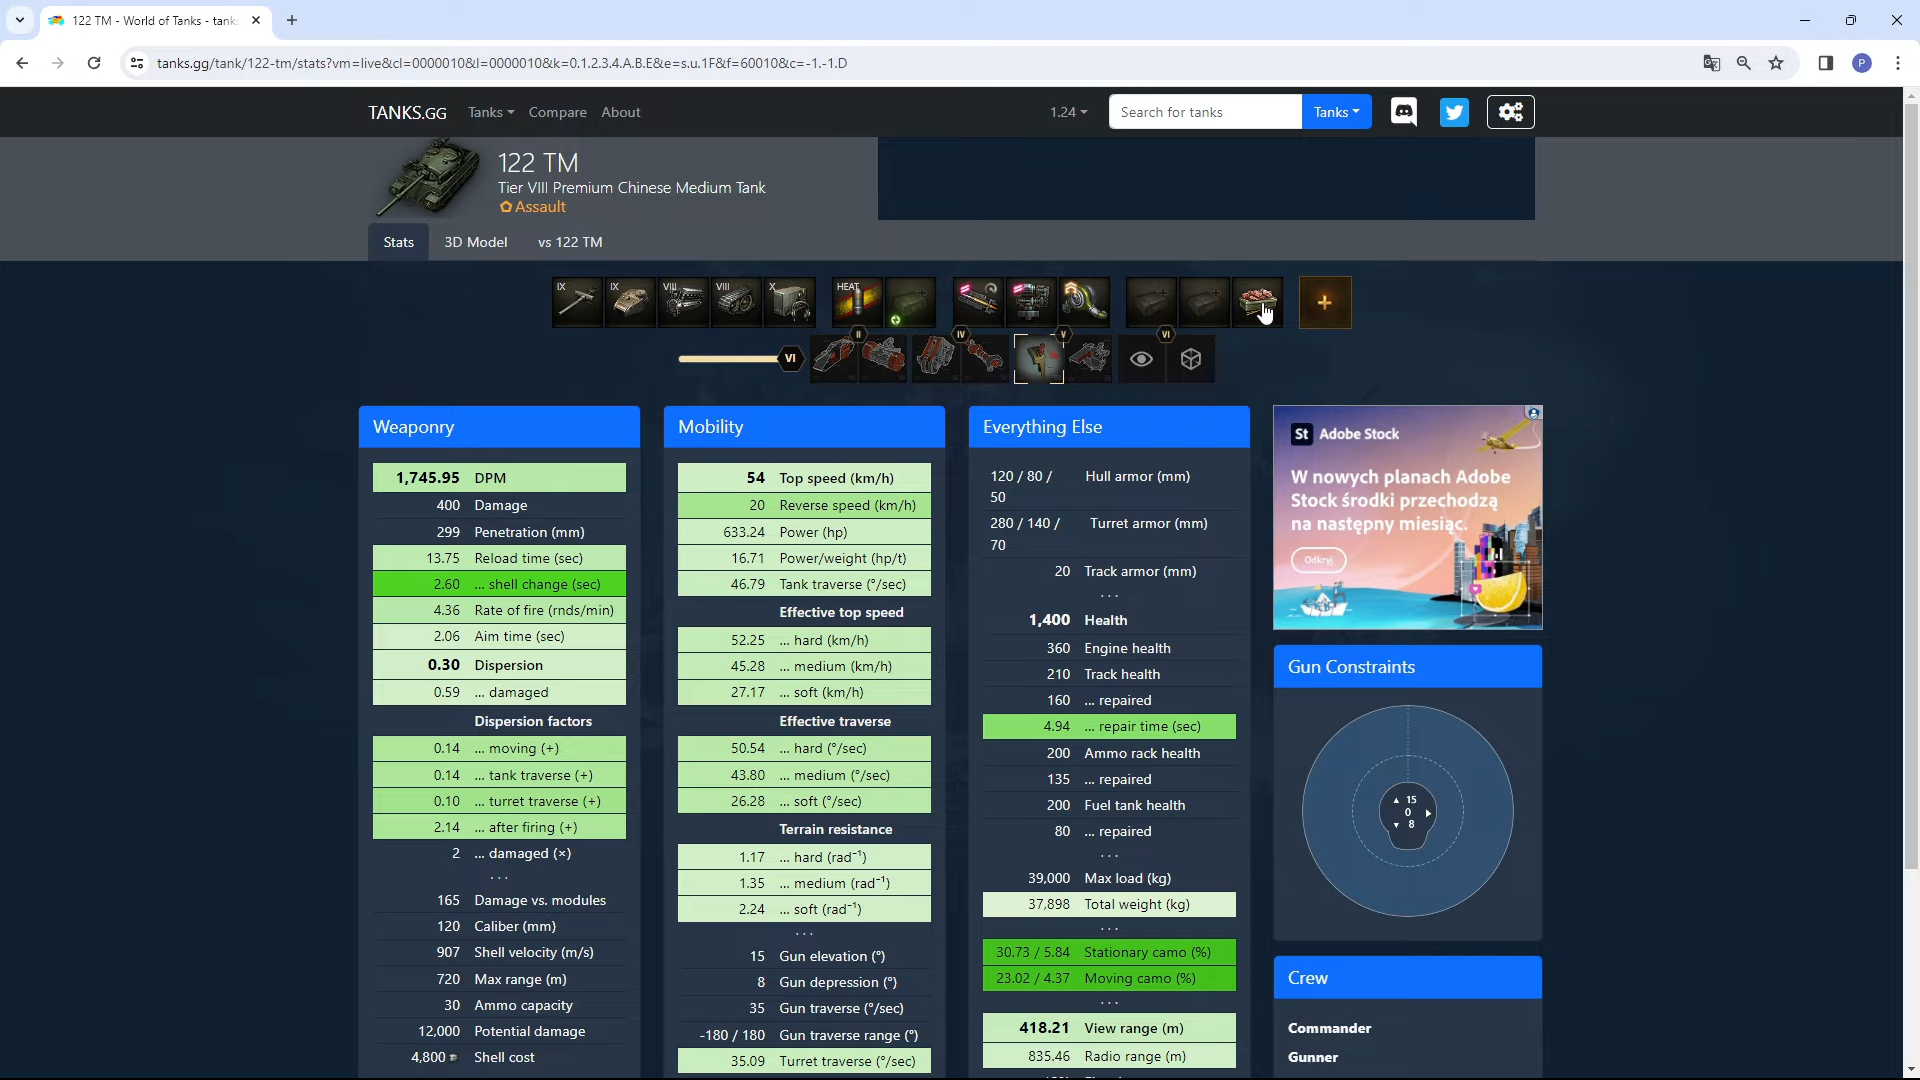 122 TM - World of Tanks - tank
tanks.gg/tank/122-tm/stats?vm=live&cl=0000010&l=0000010&k=0.1.2.3.4.A.B.E&e=s.u.1F&f=60010&c=-1.-1.D
P
TANKS.GG Tanks Compare About 1.24 Search for tanks Tanks
122 TM
Tier VIII Premium Chinese Medium Tank
Assault
Stats 3D Model vs 122 TM
IX IX VIII VIII X HEAT +
II IV V VI
VI
Weaponry
1,745.95 DPM
400 Damage
299 Penetration (mm)
13.75 Reload time (sec)
2.60 ... shell change (sec)
4.36 Rate of fire (rnds/min)
2.06 Aim time (sec)
0.30 Dispersion
0.59 ... damaged
Dispersion factors
0.14 ... moving (+)
0.14 ... tank traverse (+)
0.10 ... turret traverse (+)
2.14 ... after firing (+)
2 ... damaged (×)
...
165 Damage vs. modules
120 Caliber (mm)
907 Shell velocity (m/s)
720 Max range (m)
30 Ammo capacity
12,000 Potential damage
4,800 Shell cost
Mobility
54 Top speed (km/h)
20 Reverse speed (km/h)
633.24 Power (hp)
16.71 Power/weight (hp/t)
46.79 Tank traverse (°/sec)
Effective top speed
52.25 ... hard (km/h)
45.28 ... medium (km/h)
27.17 ... soft (km/h)
Effective traverse
50.54 ... hard (°/sec)
43.80 ... medium (°/sec)
26.28 ... soft (°/sec)
Terrain resistance
1.17 ... hard (rad⁻¹)
1.35 ... medium (rad⁻¹)
2.24 ... soft (rad⁻¹)
...
15 Gun elevation (°)
8 Gun depression (°)
35 Gun traverse (°/sec)
-180 / 180 Gun traverse range (°)
35.09 Turret traverse (°/sec)
Everything Else
120 / 80 / Hull armor (mm)
50
280 / 140 / Turret armor (mm)
70
20 Track armor (mm)
...
1,400 Health
360 Engine health
210 Track health
160 ... repaired
4.94 ... repair time (sec)
200 Ammo rack health
135 ... repaired
200 Fuel tank health
80 ... repaired
...
39,000 Max load (kg)
37,898 Total weight (kg)
...
30.73 / 5.84 Stationary camo (%)
23.02 / 4.37 Moving camo (%)
...
418.21 View range (m)
835.46 Radio range (m)
St Adobe Stock
W nowych planach Adobe
Stock środki przechodzą
na następny miesiąc.
Odkryj
Gun Constraints
15
0
8
Crew
Commander
Gunner